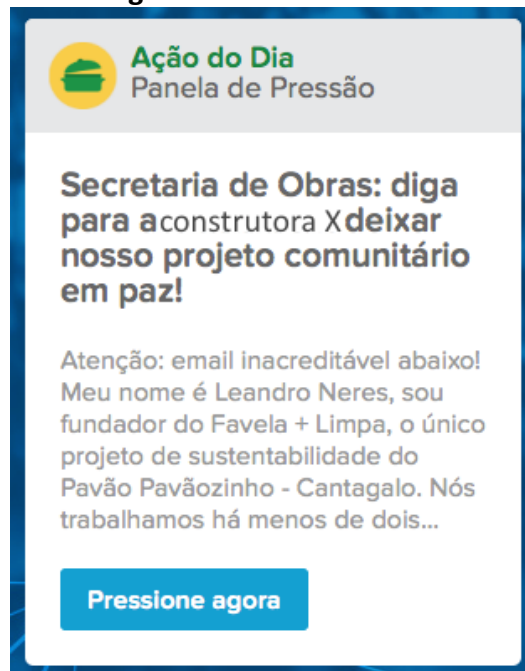 Ação do Dia
Panela de Pressão
Secretaria de Obras: diga
para aconstrutora Xdeixar
nosso projeto comunitário
em paz!
Atenção: email inacreditável abaixo!
Meu nome é Leandro Neres, sou
fundador do Favela + Limpa, o único
projeto de sustentabilidade do
Pavão Pavãozinho - Cantagalo. Nós
trabalhamos há menos de dois...
Pressione agora